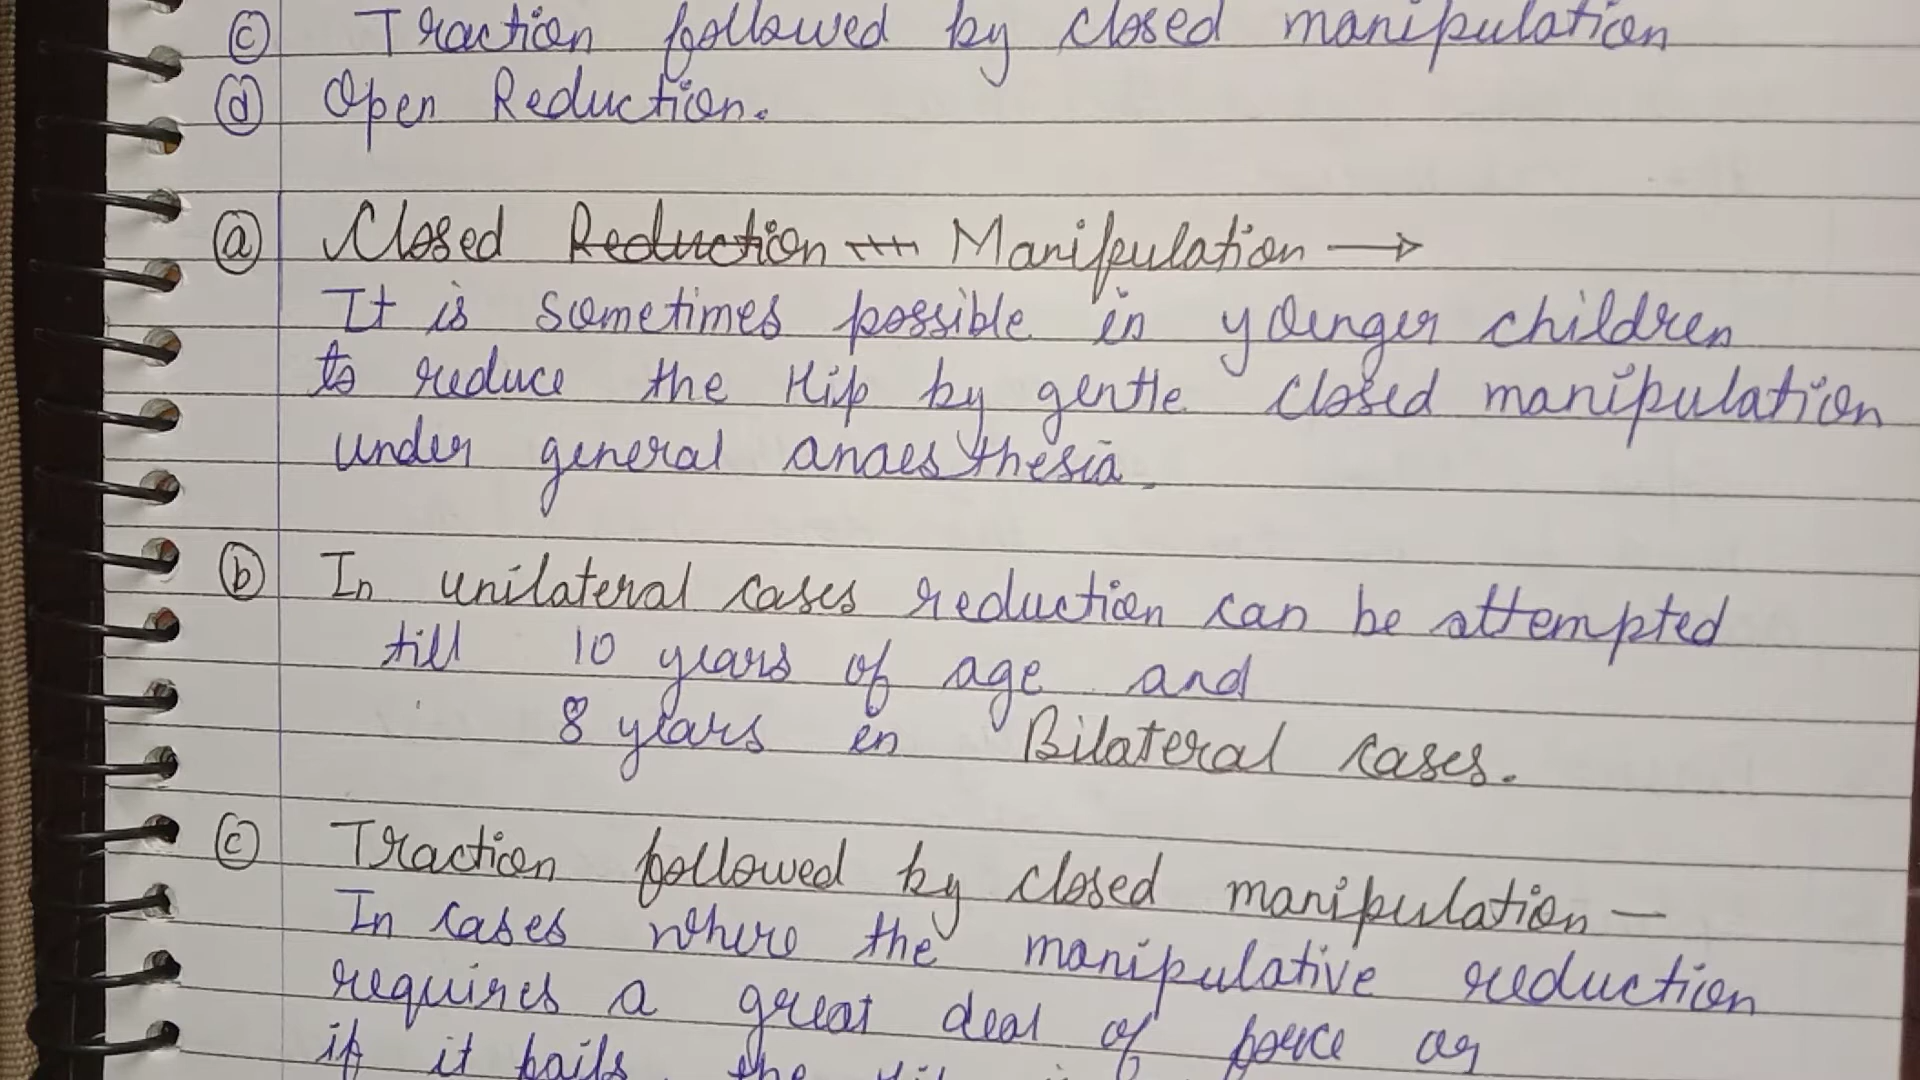 (c) Traction followed by closed manipulation
(d) Open Reduction.
(a) Closed Reduction Manipulation →
It is sometimes possible in younger children
to reduce the Hip by gentle closed manipulation
under general anaesthesia.
(b) In unilateral cases reduction can be attempted
till 10 years of age and
8 years in Bilateral cases.
(c) Traction followed by closed manipulation —
In cases where the manipulative reduction
requires a great deal of force or
if it fails, the